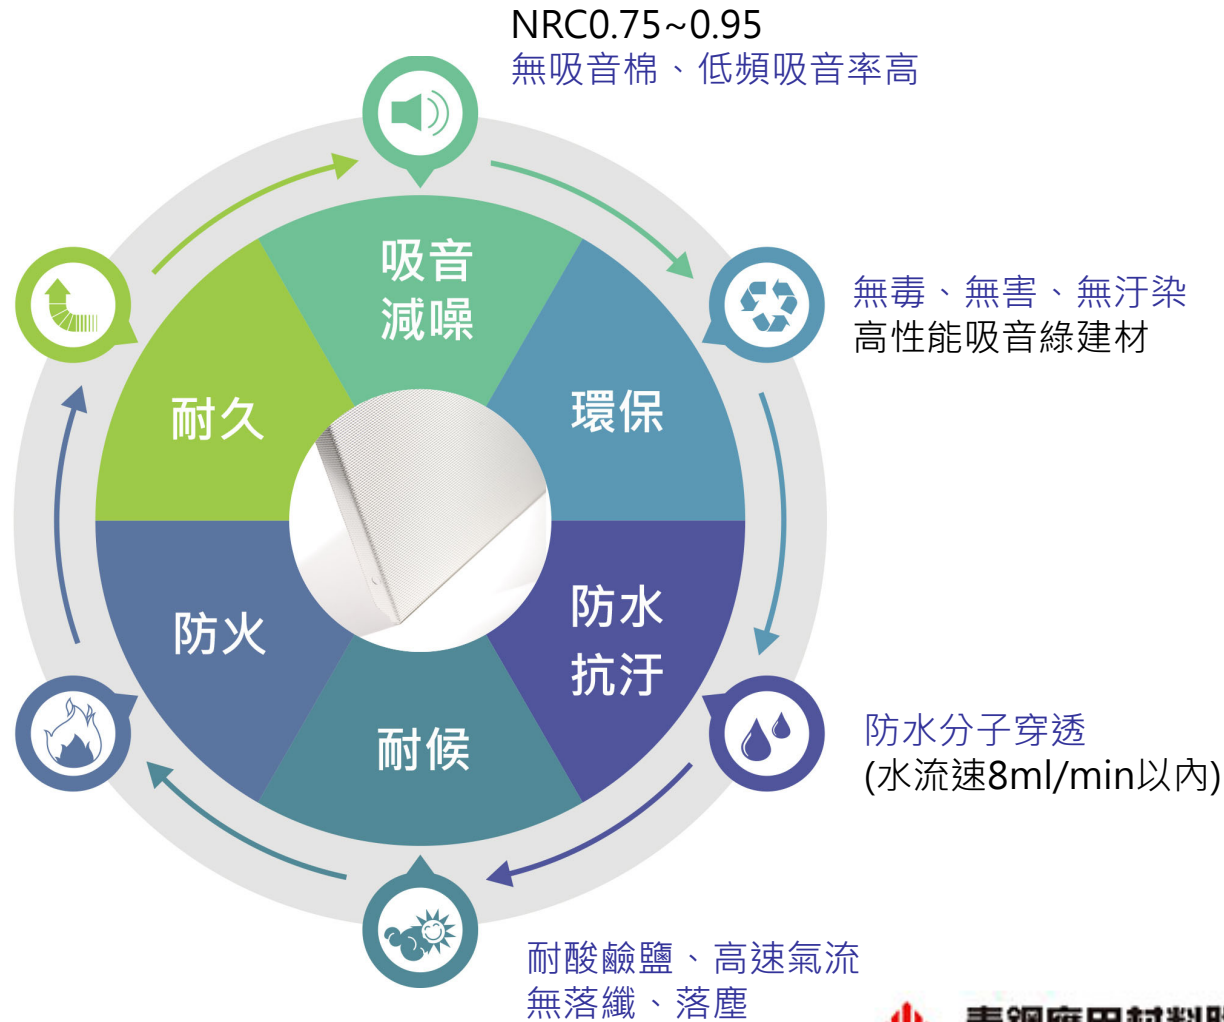 NRC0.75~0.95
無吸音棉、低頻吸音率高
吸音
減噪
無毒、無害、無汙染
高性能吸音綠建材
環保
耐久
防水
抗汙
防火
耐候
防水分子穿透
(水流速8ml/min以內)
耐酸鹼鹽、高速氣流
無落纖、落塵